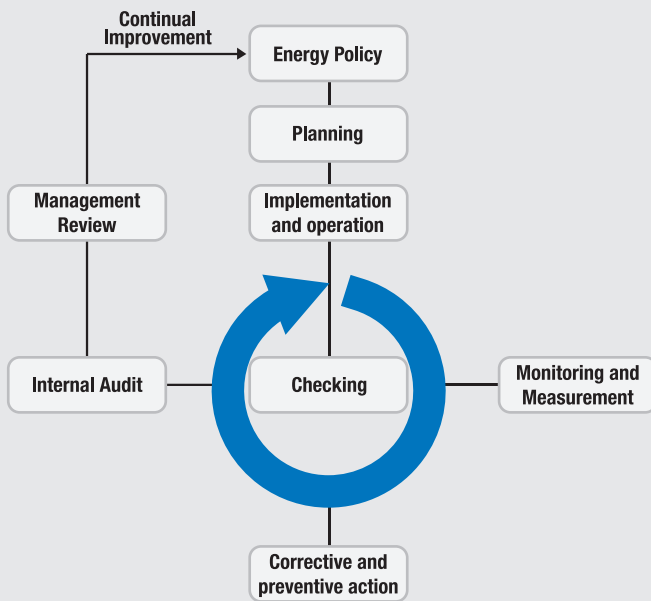 Continual
Improvement
Energy Policy
Planning
Implementation
and operation
Management
Review
Internal Audit
Checking
Monitoring and
Measurement
Corrective and
preventive action